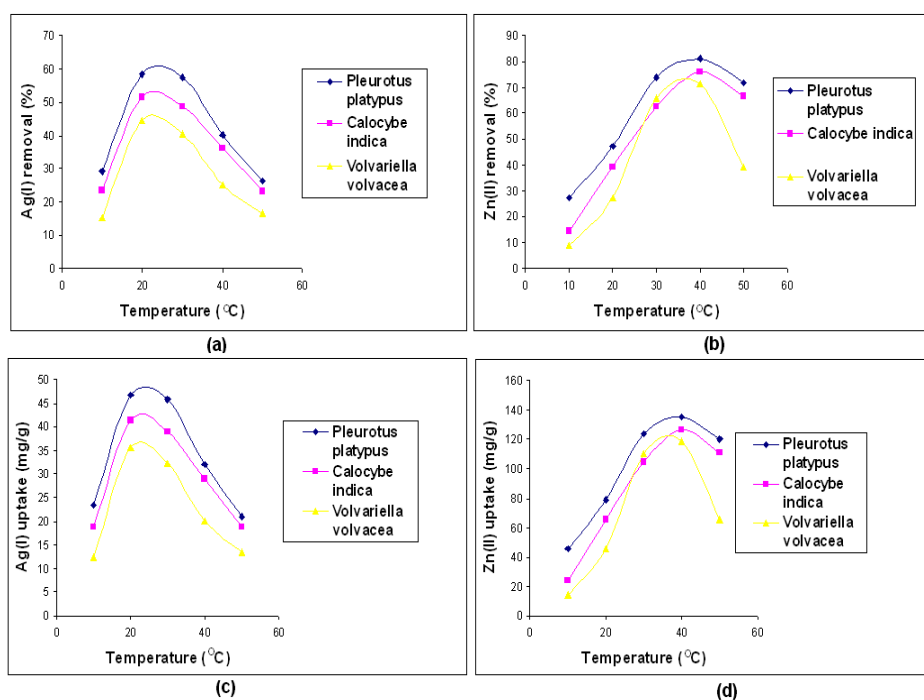 70
60
50
40
30
20
10
0
Ag(I) removal (%)
0
20
40
60
Temperature (°C)
Pleurotus
platypus
Calocybe
indica
Volvariella
volvacea
(a)
90
80
70
60
50
40
30
20
10
0
Zn(II) removal (%)
0
10
20
30
40
50
60
Temperature (°C)
Pleurotus
platypus
Calocybe indica
Volvariella
volvacea
(b)
50
45
40
35
30
25
20
15
10
5
0
Ag(I) uptake (mg/g)
0
20
40
60
Temperature (°C)
Pleurotus
platypus
Calocybe
indica
Volvariella
volvacea
(c)
160
140
120
100
80
60
40
20
0
Zn(II) uptake (mg/g)
0
20
40
60
Temperature (°C)
Pleurotus
platypus
Calocybe
indica
Volvariella
volvacea
(d)